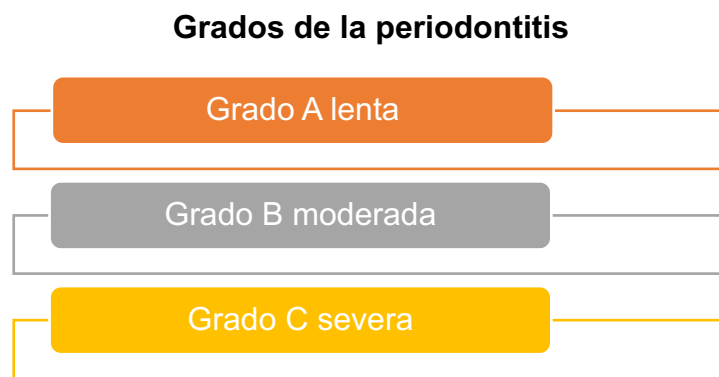 Grados de la periodontitis
Grado A lenta
Grado B moderada
Grado C severa